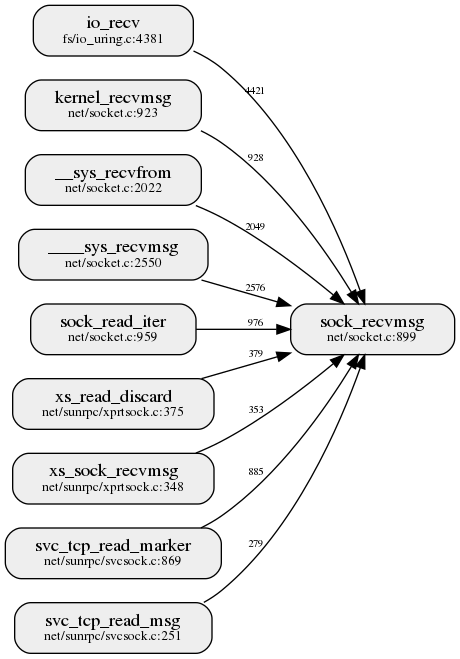 io_recv
fs/io_uring.c:4381
4421
kernel_recvmsg
net/socket.c:923
928
__sys_recvfrom
net/socket.c:2022
2049
____sys_recvmsg
net/socket.c:2550
2576
sock_read_iter
net/socket.c:959
976
sock_recvmsg
net/socket.c:899
xs_read_discard
net/sunrpc/xprtsock.c:375
379
xs_sock_recvmsg
net/sunrpc/xprtsock.c:348
353
svc_tcp_read_marker
net/sunrpc/svcsock.c:869
885
svc_tcp_read_msg
net/sunrpc/svcsock.c:251
279